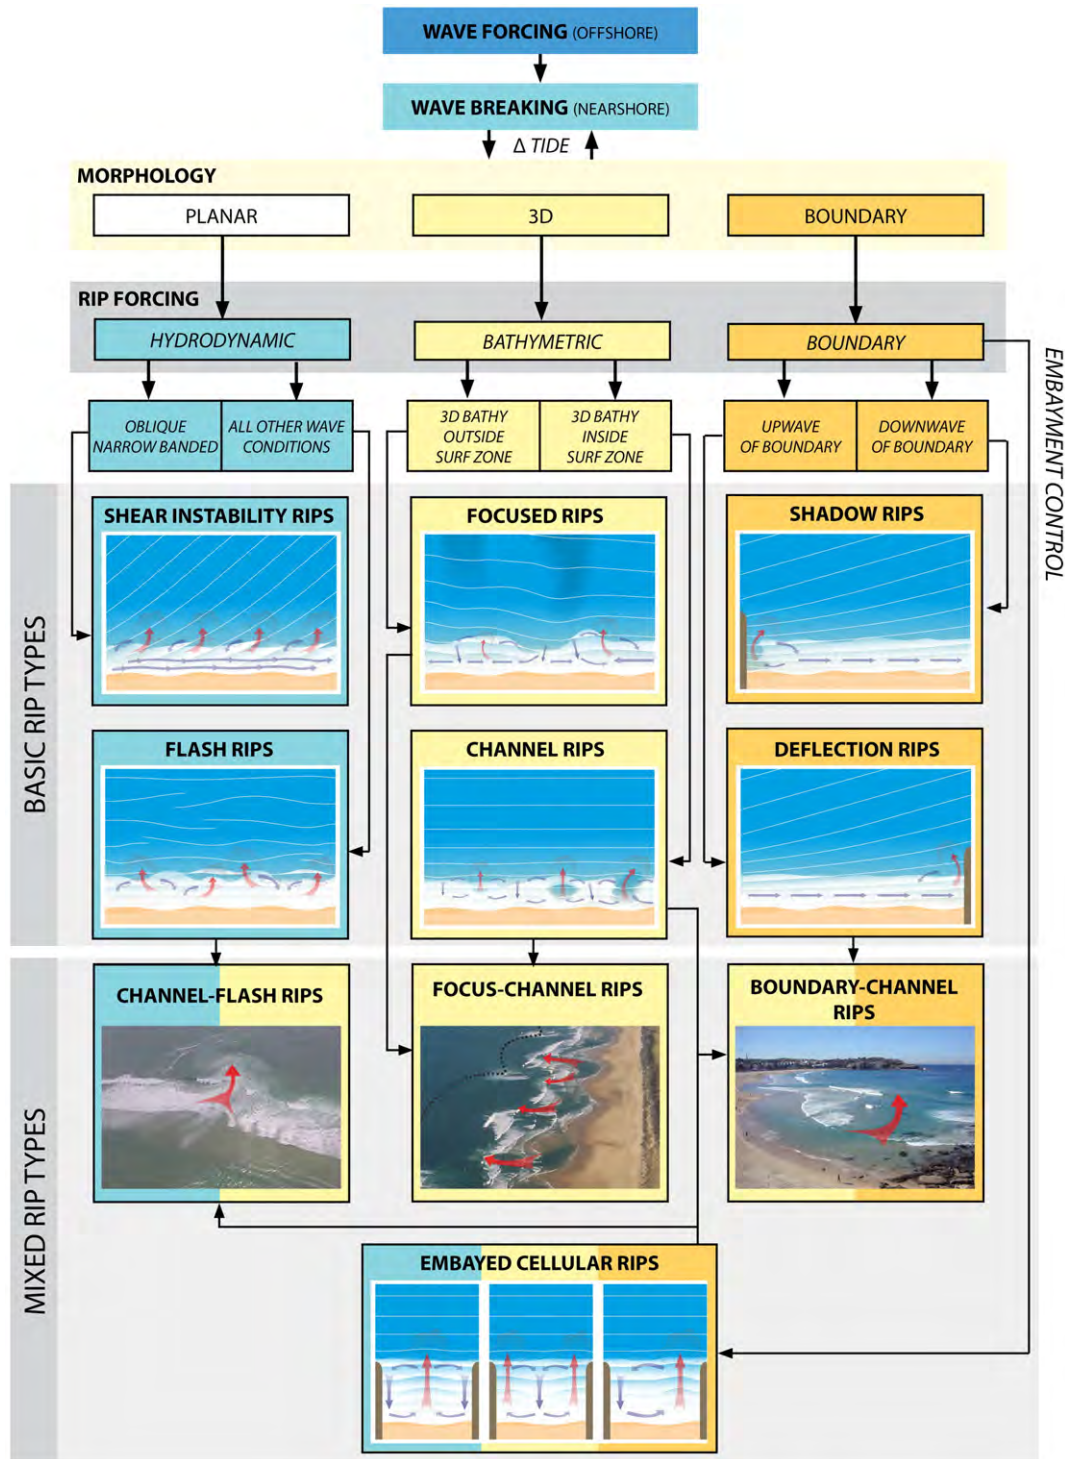 WAVE FORCING (OFFSHORE)
WAVE BREAKING (NEARSHORE)
Δ TIDE
MORPHOLOGY
PLANAR
3D
BOUNDARY
RIP FORCING
HYDRODYNAMIC
BATHYMETRIC
BOUNDARY
EMBAYMENT CONTROL
OBLIQUE
NARROW BANDED
ALL OTHER WAVE
CONDITIONS
3D BATHY
OUTSIDE
SURF ZONE
3D BATHY
INSIDE
SURF ZONE
UPWAVE
OF BOUNDARY
DOWNWAVE
OF BOUNDARY
BASIC RIP TYPES
SHEAR INSTABILITY RIPS
FOCUSED RIPS
SHADOW RIPS
FLASH RIPS
CHANNEL RIPS
DEFLECTION RIPS
MIXED RIP TYPES
CHANNEL-FLASH RIPS
FOCUS-CHANNEL RIPS
BOUNDARY-CHANNEL
RIPS
EMBAYED CELLULAR RIPS